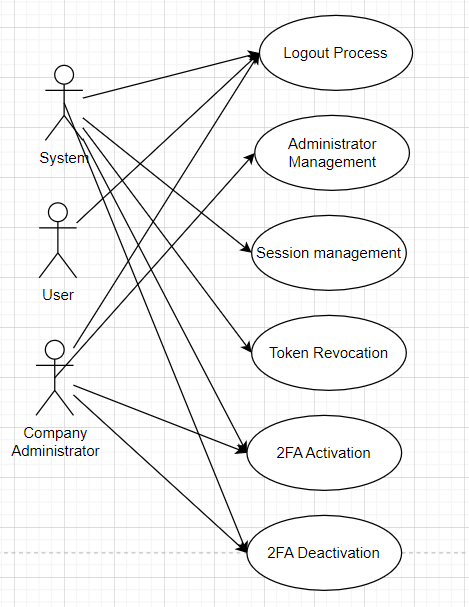 System
User
Company
Administrator
Logout Process
Administrator
Management
Session management
Token Revocation
2FA Activation
2FA Deactivation